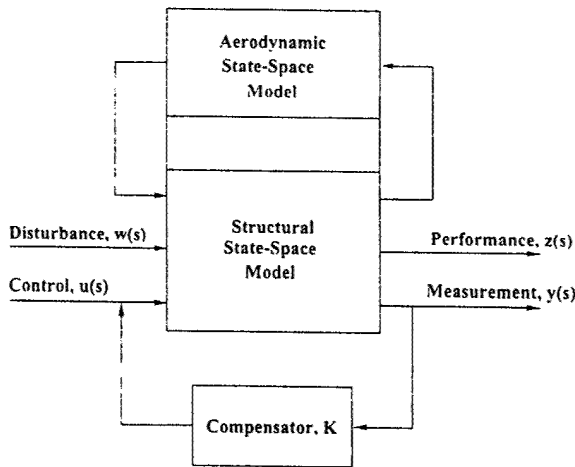 Aerodynamic
State-Space
Model
Disturbance, w(s)
Structural
State-Space
Model
Performance, z(s)
Control, u(s)
Measurement, y(s)
Compensator, K